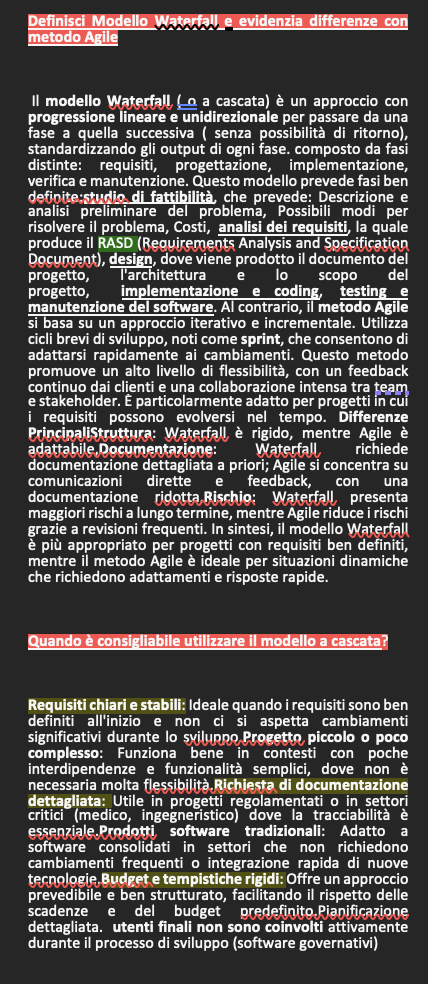 Definisci Modello Waterfall e evidenzia differenze con
metodo Agile
Il modello Waterfall ( o a cascata) è un approccio con
progressione lineare e unidirezionale per passare da una
fase a quella successiva ( senza possibilità di ritorno),
standardizzando gli output di ogni fase. composto da fasi
distinte: requisiti, progettazione, implementazione,
verifica e manutenzione. Questo modello prevede fasi ben
definite:studio di fattibilità, che prevede: Descrizione e
analisi preliminare del problema, Possibili modi per
risolvere il problema, Costi, analisi dei requisiti, la quale
produce il RASD (Requirements Analysis and Specification
Document), design, dove viene prodotto il documento del
progetto, l'architettura e lo scopo del
progetto, implementazione e coding, testing e
manutenzione del software. Al contrario, il metodo Agile
si basa su un approccio iterativo e incrementale. Utilizza
cicli brevi di sviluppo, noti come sprint, che consentono di
adattarsi rapidamente ai cambiamenti. Questo metodo
promuove un alto livello di flessibilità, con un feedback
continuo dai clienti e una collaborazione intensa tra team
e stakeholder. È particolarmente adatto per progetti in cui
i requisiti possono evolversi nel tempo. Differenze
PrincipaliStruttura: Waterfall è rigido, mentre Agile è
adattabile.Documentazione: Waterfall richiede
documentazione dettagliata a priori; Agile si concentra su
comunicazioni dirette e feedback, con una
documentazione ridotta.Rischio: Waterfall presenta
maggiori rischi a lungo termine, mentre Agile riduce i rischi
grazie a revisioni frequenti. In sintesi, il modello Waterfall
è più appropriato per progetti con requisiti ben definiti,
mentre il metodo Agile è ideale per situazioni dinamiche
che richiedono adattamenti e risposte rapide.
Quando è consigliabile utilizzare il modello a cascata?
Requisiti chiari e stabili: Ideale quando i requisiti sono ben
definiti all'inizio e non ci si aspetta cambiamenti
significativi durante lo sviluppo.Progetto piccolo o poco
complesso: Funziona bene in contesti con poche
interdipendenze e funzionalità semplici, dove non è
necessaria molta flessibilità.Richiesta di documentazione
dettagliata: Utile in progetti regolamentati o in settori
critici (medico, ingegneristico) dove la tracciabilità è
essenziale.Prodotti software tradizionali: Adatto a
software consolidati in settori che non richiedono
cambiamenti frequenti o integrazione rapida di nuove
tecnologie.Budget e tempistiche rigidi: Offre un approccio
prevedibile e ben strutturato, facilitando il rispetto delle
scadenze e del budget predefinito.Pianificazione
dettagliata. utenti finali non sono coinvolti attivamente
durante il processo di sviluppo (software governativi)